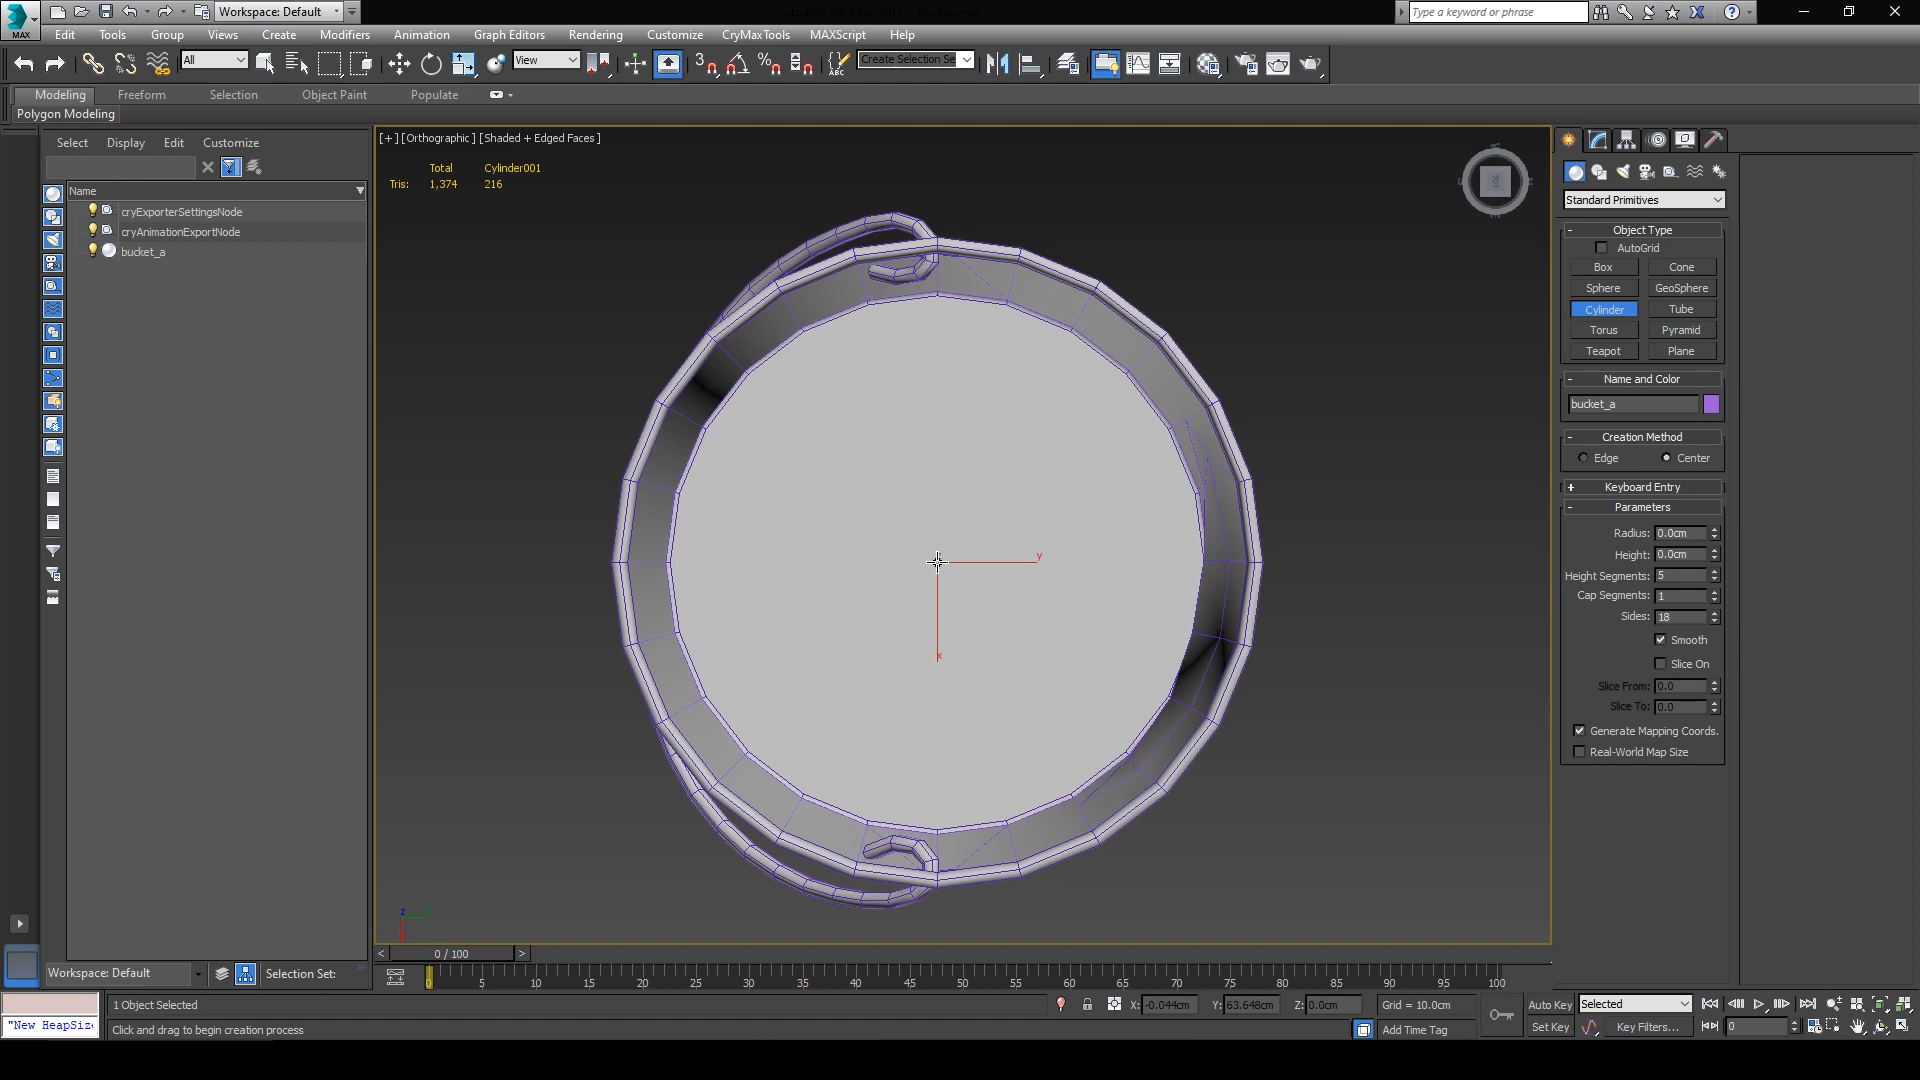 MAX
Workspace: Default
Type a keyword or phrase
Edit Tools Group Views Create Modifiers Animation Graph Editors Rendering Customize CryMaxTools MAXScript Help
All View 3 ABC Create Selection Se
Modeling Freeform Selection Object Paint Populate
Polygon Modeling
Select Display Edit Customize
Name
cryExporterSettingsNode
cryAnimationExportNode
bucket_a
[+] [Orthographic] [Shaded + Edged Faces]
Total Cylinder001
Tris: 1,374 216
TOP
y
x
z
Standard Primitives
- Object Type
AutoGrid
Box Cone
Sphere GeoSphere
Cylinder Tube
Torus Pyramid
Teapot Plane
- Name and Color
bucket_a
- Creation Method
Edge Center
+ Keyboard Entry
- Parameters
Radius: 0.0cm
Height: 0.0cm
Height Segments: 5
Cap Segments: 1
Sides: 18
Smooth
Slice On
Slice From: 0.0
Slice To: 0.0
Generate Mapping Coords.
Real-World Map Size
< 0 / 100 >
Workspace: Default Selection Set:
0 5 10 15 20 25 30 35 40 45 50 55 60 65 70 75 80 85 90 95 100
1 Object Selected X: -0.044cm Y: 63.648cm Z: 0.0cm Grid = 10.0cm Auto Key Selected
"New HeapSize Click and drag to begin creation process Add Time Tag Set Key Key Filters... 0